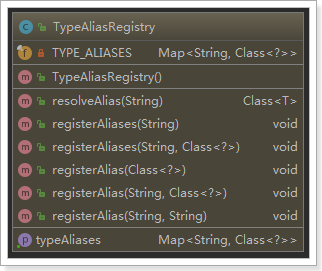 C TypeAliasRegistry
f TYPE_ALIASES Map<String, Class<?>>
m TypeAliasRegistry()
m resolveAlias(String) Class<T>
m registerAliases(String) void
m registerAliases(String, Class<?>) void
m registerAlias(Class<?>) void
m registerAlias(String, Class<?>) void
m registerAlias(String, String) void
p typeAliases Map<String, Class<?>>